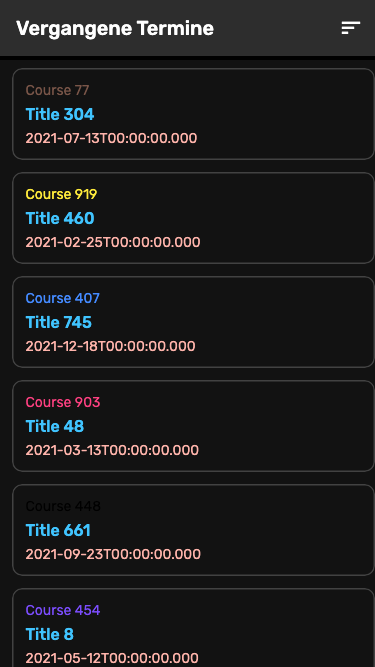 Vergangene Termine
Course 77
Title 304
2021-07-13T00:00:00.000
Course 919
Title 460
2021-02-25T00:00:00.000
Course 407
Title 745
2021-12-18T00:00:00.000
Course 903
Title 48
2021-03-13T00:00:00.000
Course 448
Title 661
2021-09-23T00:00:00.000
Course 454
Title 8
2021-05-12T00:00:00.000